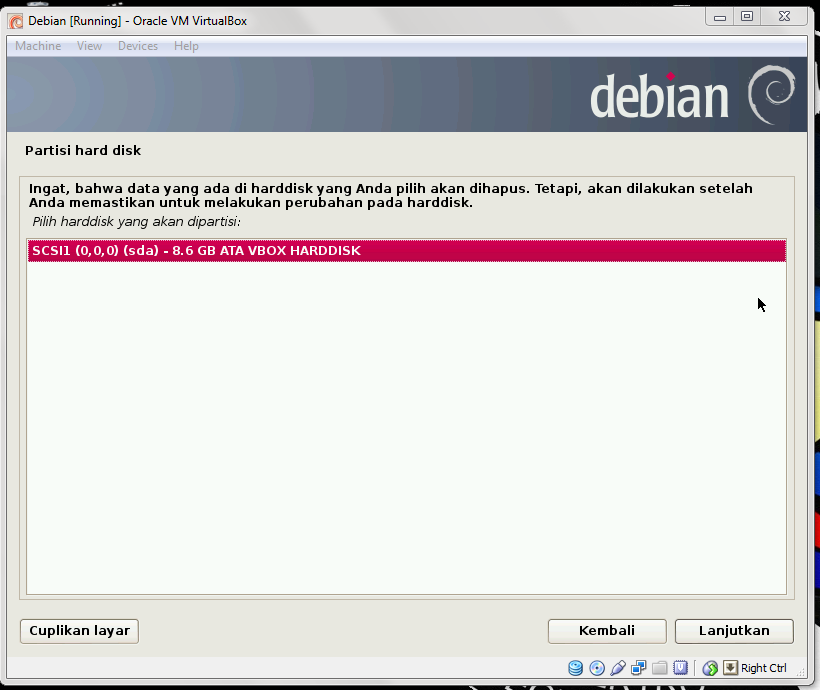 Debian [Running] - Oracle VM VirtualBox
Machine View Devices Help
debian
Partisi hard disk
Ingat, bahwa data yang ada di harddisk yang Anda pilih akan dihapus. Tetapi, akan dilakukan setelah
Anda memastikan untuk melakukan perubahan pada harddisk.
Pilih harddisk yang akan dipartisi:
SCSI1 (0,0,0) (sda) - 8.6 GB ATA VBOX HARDDISK
Cuplikan layar Kembali Lanjutkan
Right Ctrl